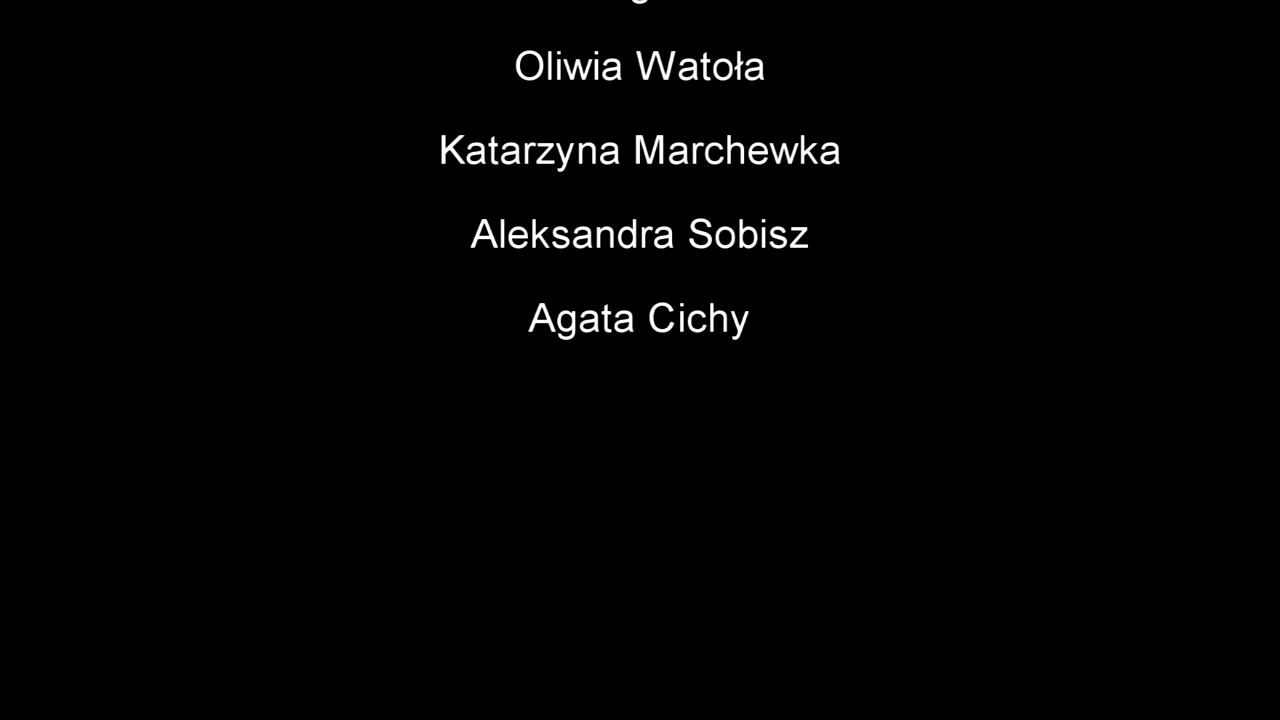 Oliwia Watoła
Katarzyna Marchewka
Aleksandra Sobisz
Agata Cichy